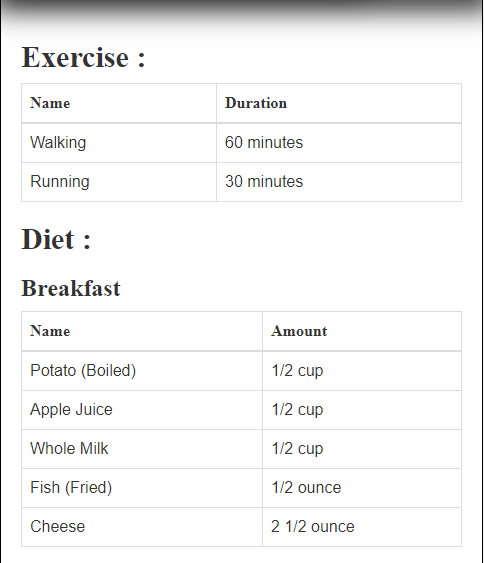 Exercise :
Name Duration
Walking 60 minutes
Running 30 minutes
Diet :
Breakfast
Name Amount
Potato (Boiled) 1/2 cup
Apple Juice 1/2 cup
Whole Milk 1/2 cup
Fish (Fried) 1/2 ounce
Cheese 2 1/2 ounce